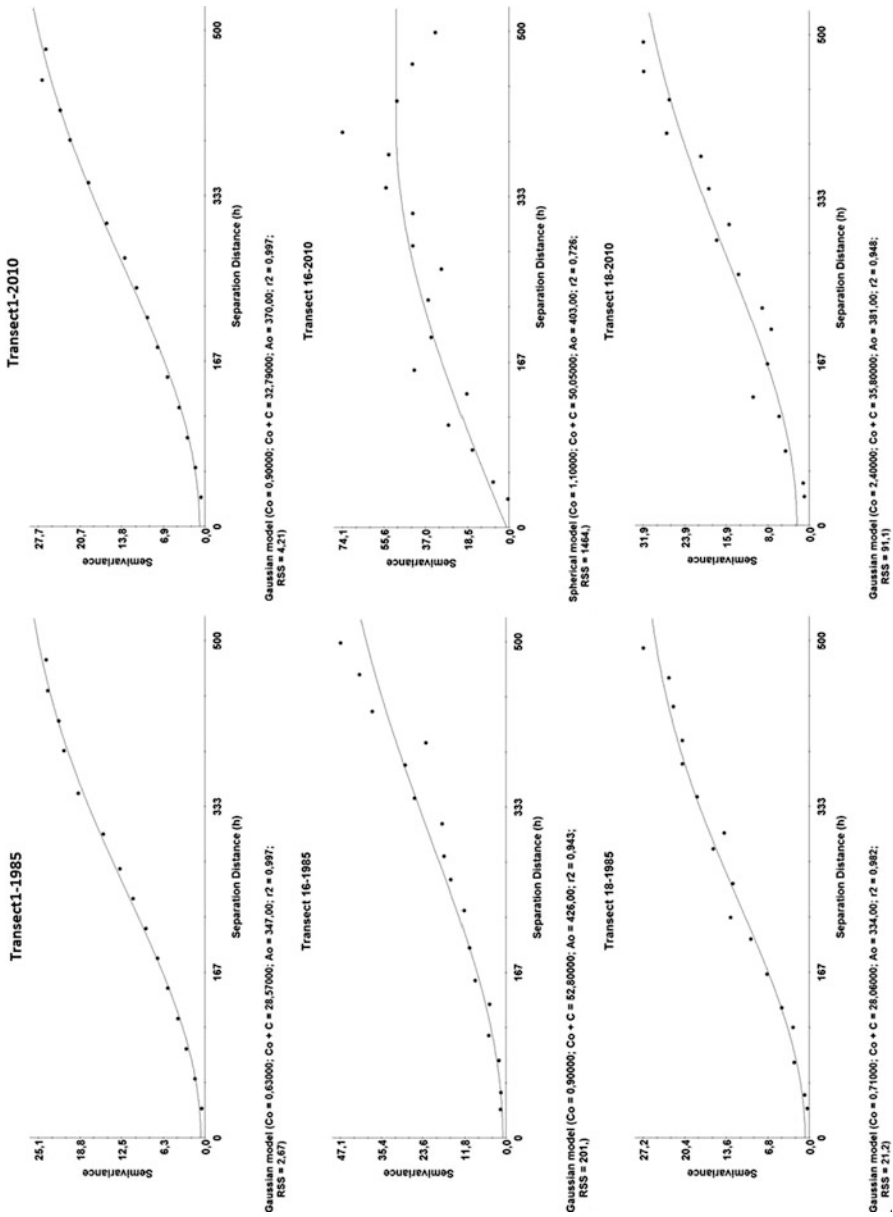 Transect1-1985
25,1
18,8
12,5
6,3
0,0
Semivariance
0
167
333
500
Separation Distance (h)
Gaussian model (Co = 0,63000; Co + C = 28,57000; Ao = 347,00; r2 = 0,997;
RSS = 2,67)
Transect1-2010
27,7
20,7
13,8
6,9
0,0
Semivariance
0,0
167
333
500
Separation Distance (h)
Gaussian model (Co = 0,90000; Co + C = 32,79000; Ao = 370,00; r2 = 0,997;
RSS = 4,21)
Transect 16-1985
47,1
35,4
23,6
11,8
0,0
Semivariance
0
167
333
500
Separation Distance (h)
Gaussian model (Co = 0,90000; Co + C = 52,80000; Ao = 426,00; r2 = 0,943;
RSS = 201,)
Transect 16-2010
74,1
55,6
37,0
18,5
0,0
Semivariance
0
167
333
500
Separation Distance (h)
Spherical model (Co = 1,10000; Co + C = 50,05000; Ao = 403,00; r2 = 0,726;
RSS = 1464,)
Transect 18-1985
27,2
20,4
13,6
6,8
0,0
Semivariance
0
167
333
500
Separation Distance (h)
Gaussian model (Co = 0,71000; Co + C = 28,06000; Ao = 334,00; r2 = 0,982;
RSS = 21,2)
Transect 18-2010
31,9
23,9
15,9
8,0
0,0
Semivariance
0,0
167
333
500
Separation Distance (h)
Gaussian model (Co = 2,40000; Co + C = 35,80000; Ao = 381,00; r2 = 0,948;
RSS = 91,1)